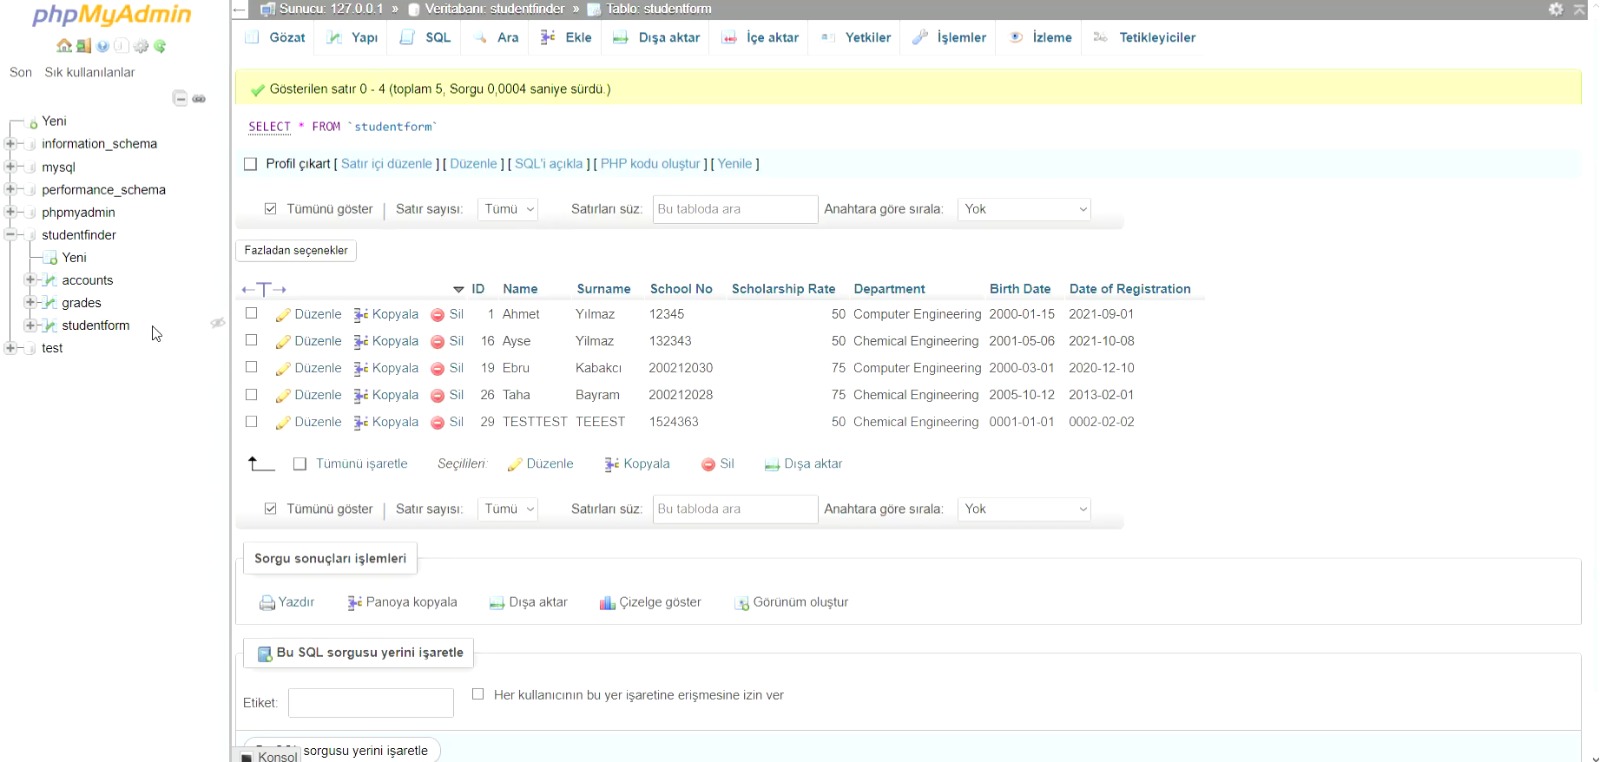 phpMyAdmin
Son Sık kullanılanlar
Yeni
information_schema
mysql
performance_schema
phpmyadmin
studentfinder
Yeni
accounts
grades
studentform
test
Sunucu: 127.0.0.1 » Veritabanı: studentfinder » Tablo: studentform
Gözat Yapı SQL Ara Ekle Dışa aktar İçe aktar Yetkiler İşlemler İzleme Tetikleyiciler
Gösterilen satır 0 - 4 (toplam 5, Sorgu 0,0004 saniye sürdü.)
SELECT * FROM `studentform`
Profil çıkart [ Satır içi düzenle ] [ Düzenle ] [ SQL'i açıkla ] [ PHP kodu oluştur ] [ Yenile ]
Tümünü göster Satır sayısı: Tümü Satırları süz: Bu tabloda ara Anahtara göre sırala: Yok
Fazladan seçenekler
←T→ ID Name Surname School No Scholarship Rate Department Birth Date Date of Registration
Düzenle Kopyala Sil 1 Ahmet Yılmaz 12345 50 Computer Engineering 2000-01-15 2021-09-01
Düzenle Kopyala Sil 16 Ayse Yilmaz 132343 50 Chemical Engineering 2001-05-06 2021-10-08
Düzenle Kopyala Sil 19 Ebru Kabakcı 200212030 75 Computer Engineering 2000-03-01 2020-12-10
Düzenle Kopyala Sil 26 Taha Bayram 200212028 75 Chemical Engineering 2005-10-12 2013-02-01
Düzenle Kopyala Sil 29 TESTTEST TEEEST 1524363 50 Chemical Engineering 0001-01-01 0002-02-02
Tümünü işaretle Seçilileri: Düzenle Kopyala Sil Dışa aktar
Tümünü göster Satır sayısı: Tümü Satırları süz: Bu tabloda ara Anahtara göre sırala: Yok
Sorgu sonuçları işlemleri
Yazdır Panoya kopyala Dışa aktar Çizelge göster Görünüm oluştur
Bu SQL sorgusu yerini işaretle
Etiket: Her kullanıcının bu yer işaretine erişmesine izin ver
sorgusu yerini işaretle
Konsol